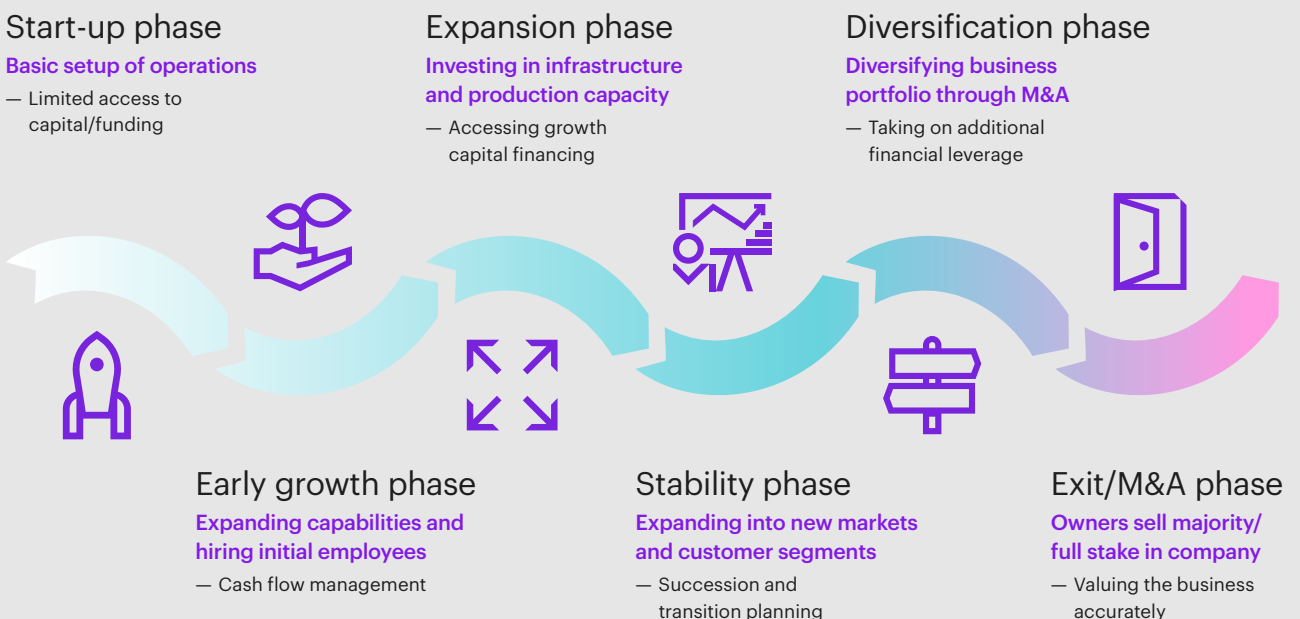 Start-up phase
Basic setup of operations
— Limited access to
capital/funding
Early growth phase
Expanding capabilities and
hiring initial employees
— Cash flow management
Expansion phase
Investing in infrastructure
and production capacity
— Accessing growth
capital financing
Stability phase
Expanding into new markets
and customer segments
— Succession and
transition planning
Diversification phase
Diversifying business
portfolio through M&A
— Taking on additional
financial leverage
Exit/M&A phase
Owners sell majority/
full stake in company
— Valuing the business
accurately